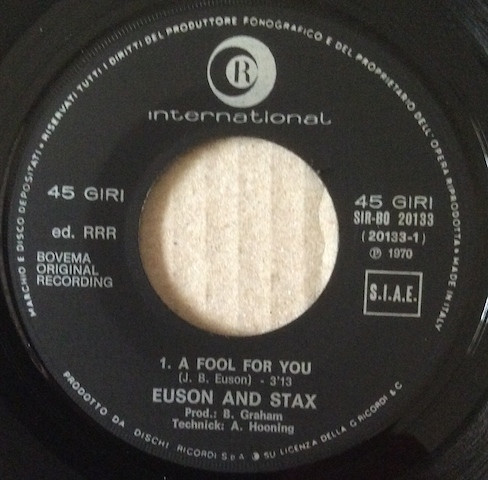 MARCHIO E DISCO DEPOSITATI • RISERVATI TUTTI I DIRITTI DEL PRODUTTORE FONOGRAFICO E DEL PROPRIETARIO DELL'OPERA RIPRODOTTA • MADE IN ITALY
R
international
45 GIRI
ed. RRR
BOVEMA
ORIGINAL
RECORDING
45 GIRI
SIR-BO 20133
(20133-1)
Ⓟ 1970
S.I.A.E.
1. A FOOL FOR YOU
(J. B. Euson) - 3'13
EUSON AND STAX
Prod.: B. Graham
Technick: A. Hooning
PRODOTTO DA DISCHI RICORDI S.p.A. SU LICENZA DELLA G RICORDI & C